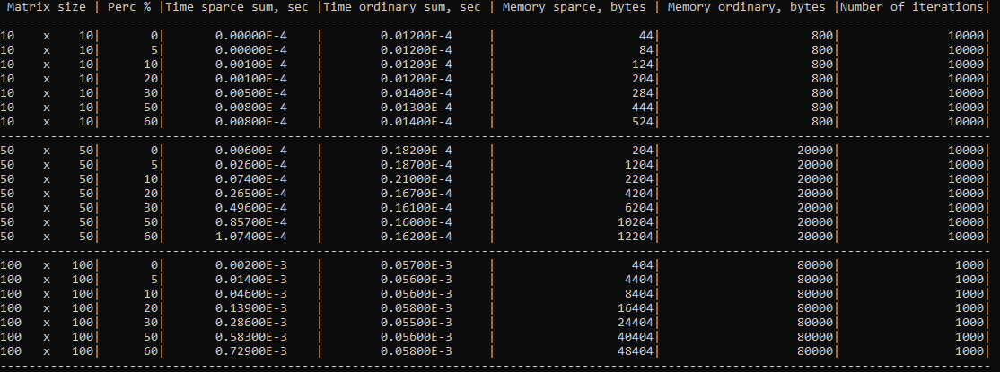 Matrix size | Perc % |Time sparce sum, sec |Time ordinary sum, sec | Memory sparce, bytes | Memory ordinary, bytes |Number of iterations|
10 x 10| 0| 0.00000E-4 | 0.01200E-4 | 44| 800| 10000|
10 x 10| 5| 0.00000E-4 | 0.01200E-4 | 84| 800| 10000|
10 x 10| 10| 0.00100E-4 | 0.01200E-4 | 124| 800| 10000|
10 x 10| 20| 0.00100E-4 | 0.01200E-4 | 204| 800| 10000|
10 x 10| 30| 0.00500E-4 | 0.01400E-4 | 284| 800| 10000|
10 x 10| 50| 0.00800E-4 | 0.01300E-4 | 444| 800| 10000|
10 x 10| 60| 0.00800E-4 | 0.01400E-4 | 524| 800| 10000|
50 x 50| 0| 0.00600E-4 | 0.18200E-4 | 204| 20000| 10000|
50 x 50| 5| 0.02600E-4 | 0.18700E-4 | 1204| 20000| 10000|
50 x 50| 10| 0.07400E-4 | 0.21000E-4 | 2204| 20000| 10000|
50 x 50| 20| 0.26500E-4 | 0.16700E-4 | 4204| 20000| 10000|
50 x 50| 30| 0.49600E-4 | 0.16100E-4 | 6204| 20000| 10000|
50 x 50| 50| 0.85700E-4 | 0.16000E-4 | 10204| 20000| 10000|
50 x 50| 60| 1.07400E-4 | 0.16200E-4 | 12204| 20000| 10000|
100 x 100| 0| 0.00200E-3 | 0.05700E-3 | 404| 80000| 1000|
100 x 100| 5| 0.01400E-3 | 0.05600E-3 | 4404| 80000| 1000|
100 x 100| 10| 0.04600E-3 | 0.05600E-3 | 8404| 80000| 1000|
100 x 100| 20| 0.13900E-3 | 0.05800E-3 | 16404| 80000| 1000|
100 x 100| 30| 0.28600E-3 | 0.05500E-3 | 24404| 80000| 1000|
100 x 100| 50| 0.58300E-3 | 0.05600E-3 | 40404| 80000| 1000|
100 x 100| 60| 0.72900E-3 | 0.05800E-3 | 48404| 80000| 1000|